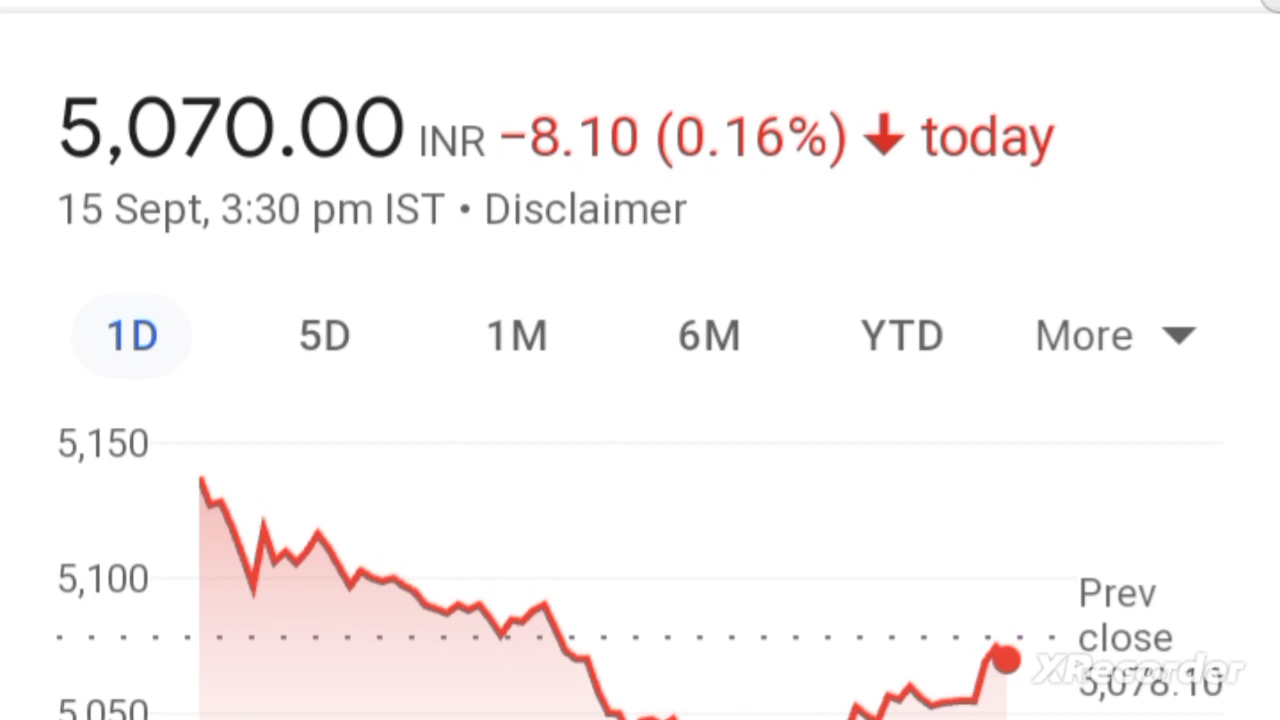 5,070.00 INR −8.10 (0.16%) ↓ today
15 Sept, 3:30 pm IST • Disclaimer
1D 5D 1M 6M YTD More
5,150
5,100
Prev
close
XRecorder
5,078.10
5,050